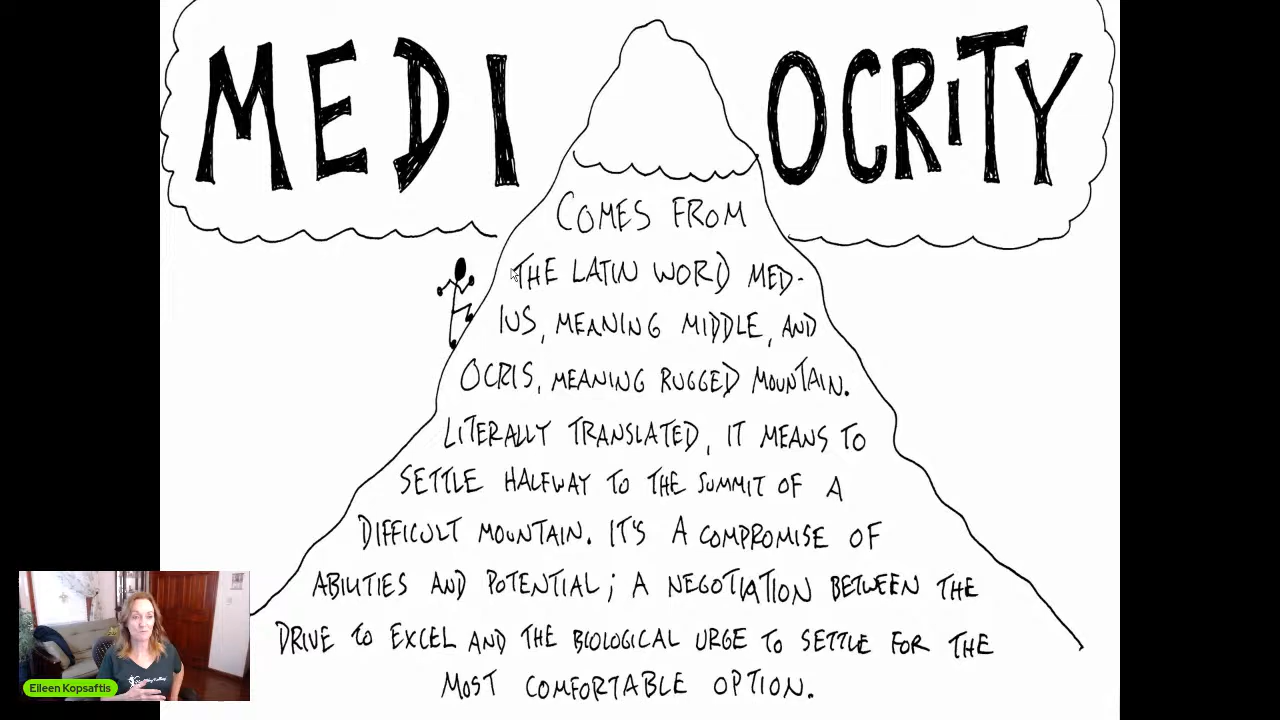 MEDI OCRiTY
COMES FROM
THE LATIN WORD MED-
IUS, MEANING MIDDLE, AND
OCRIS, MEANING RUGGED MOUNTAIN.
LITERALLY TRANSLATED, IT MEANS TO
SETTLE HALFWAY TO THE SUMMIT OF A
DIFFICULT MOUNTAIN. IT'S A COMPROMISE OF
ABILITIES AND POTENTIAL; A NEGOTIATION BETWEEN THE
DRIVE to EXCEL AND THE BIOLOGICAL URGE TO SETTLE FOR THE
MOST COMFORTABLE OPTION.
Eileen Kopsaftis